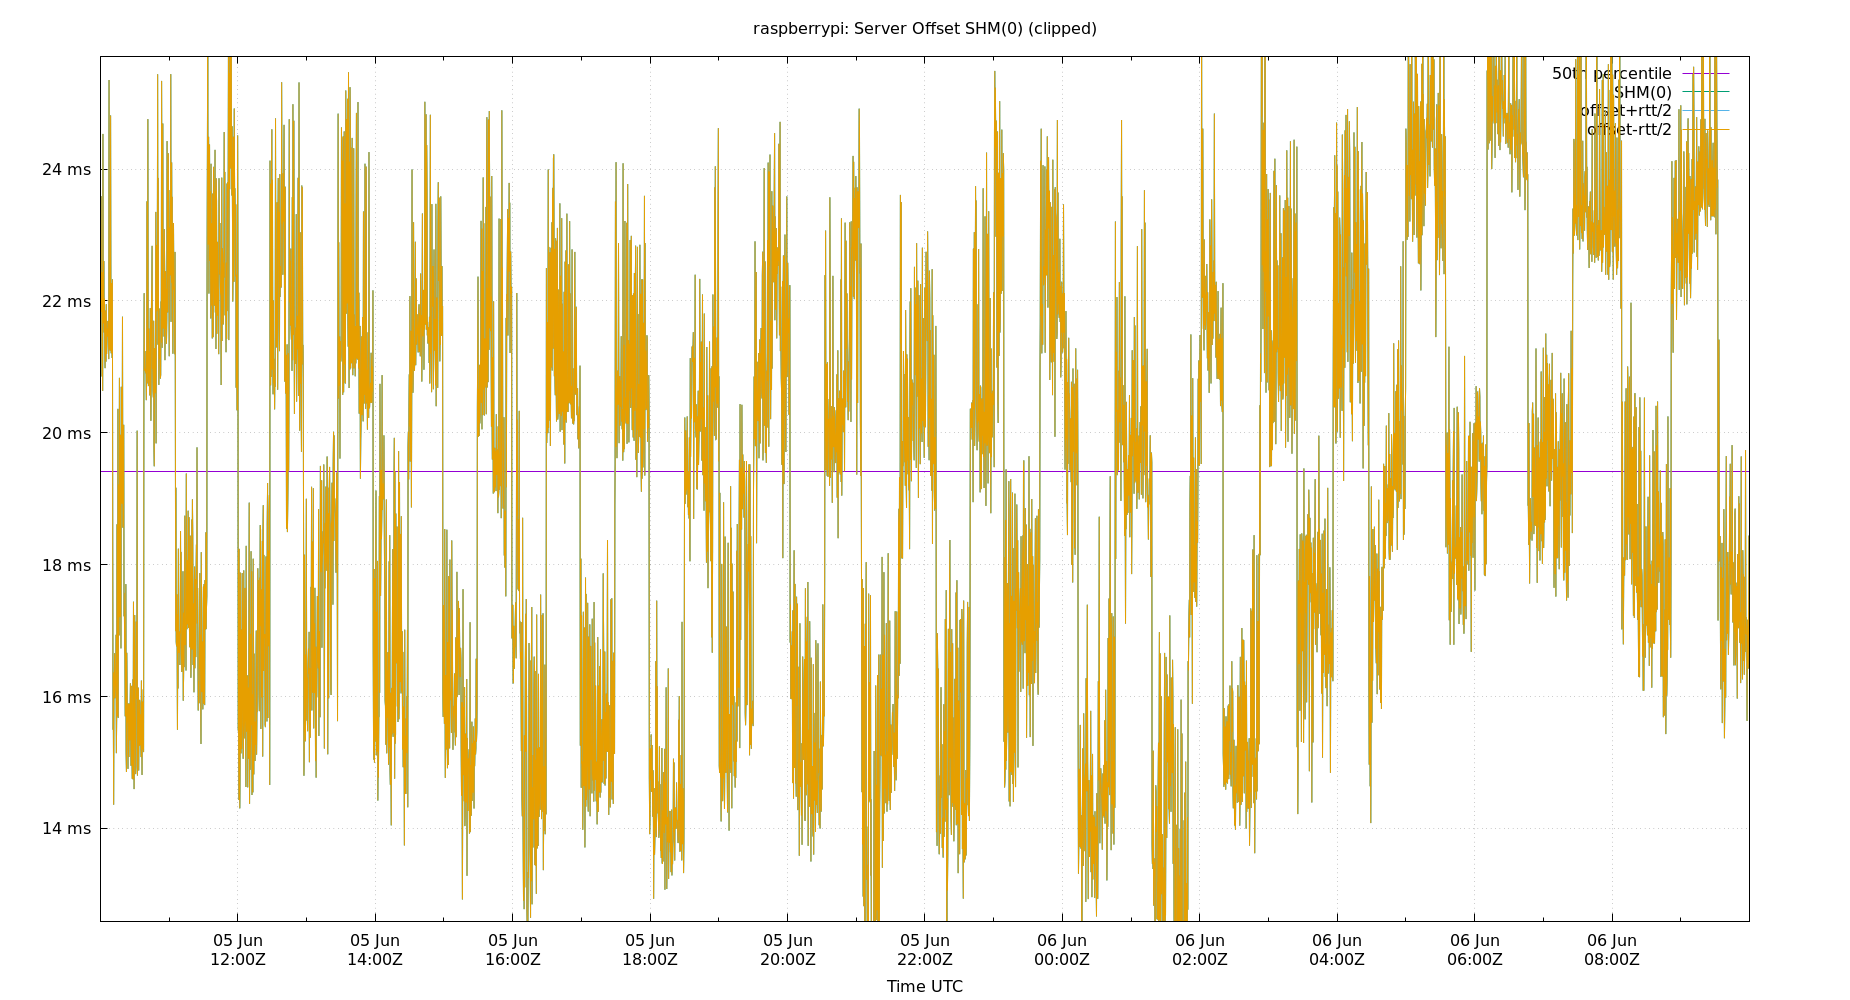 raspberrypi: Server Offset SHM(0) (clipped)
50th percentile
SHM(0)
offset+rtt/2
offset-rtt/2
24 ms
22 ms
20 ms
18 ms
16 ms
14 ms
05 Jun 05 Jun 05 Jun 05 Jun 05 Jun 05 Jun 06 Jun 06 Jun 06 Jun 06 Jun 06 Jun
12:00Z 14:00Z 16:00Z 18:00Z 20:00Z 22:00Z 00:00Z 02:00Z 04:00Z 06:00Z 08:00Z
Time UTC